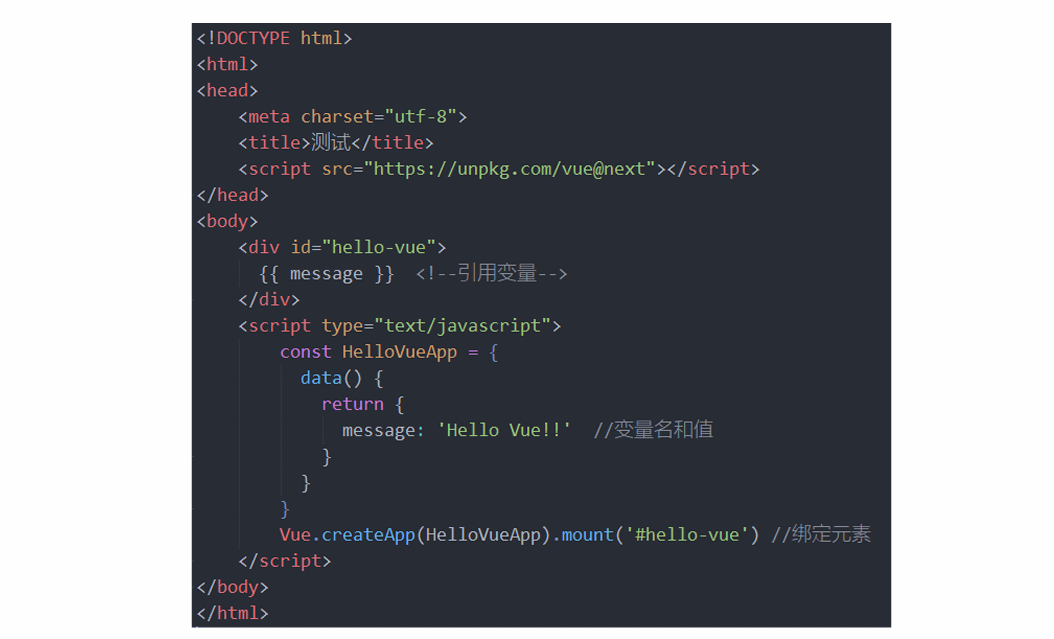 <!DOCTYPE html>
<html>
<head>
    <meta charset="utf-8">
    <title>测试</title>
    <script src="https://unpkg.com/vue@next"></script>
</head>
<body>
    <div id="hello-vue">
      {{ message }}  <!--引用变量-->
    </div>
    <script type="text/javascript">
        const HelloVueApp = {
          data() {
            return {
              message: 'Hello Vue!!'  //变量名和值
            }
          }
        }
        Vue.createApp(HelloVueApp).mount('#hello-vue') //绑定元素
    </script>
</body>
</html>